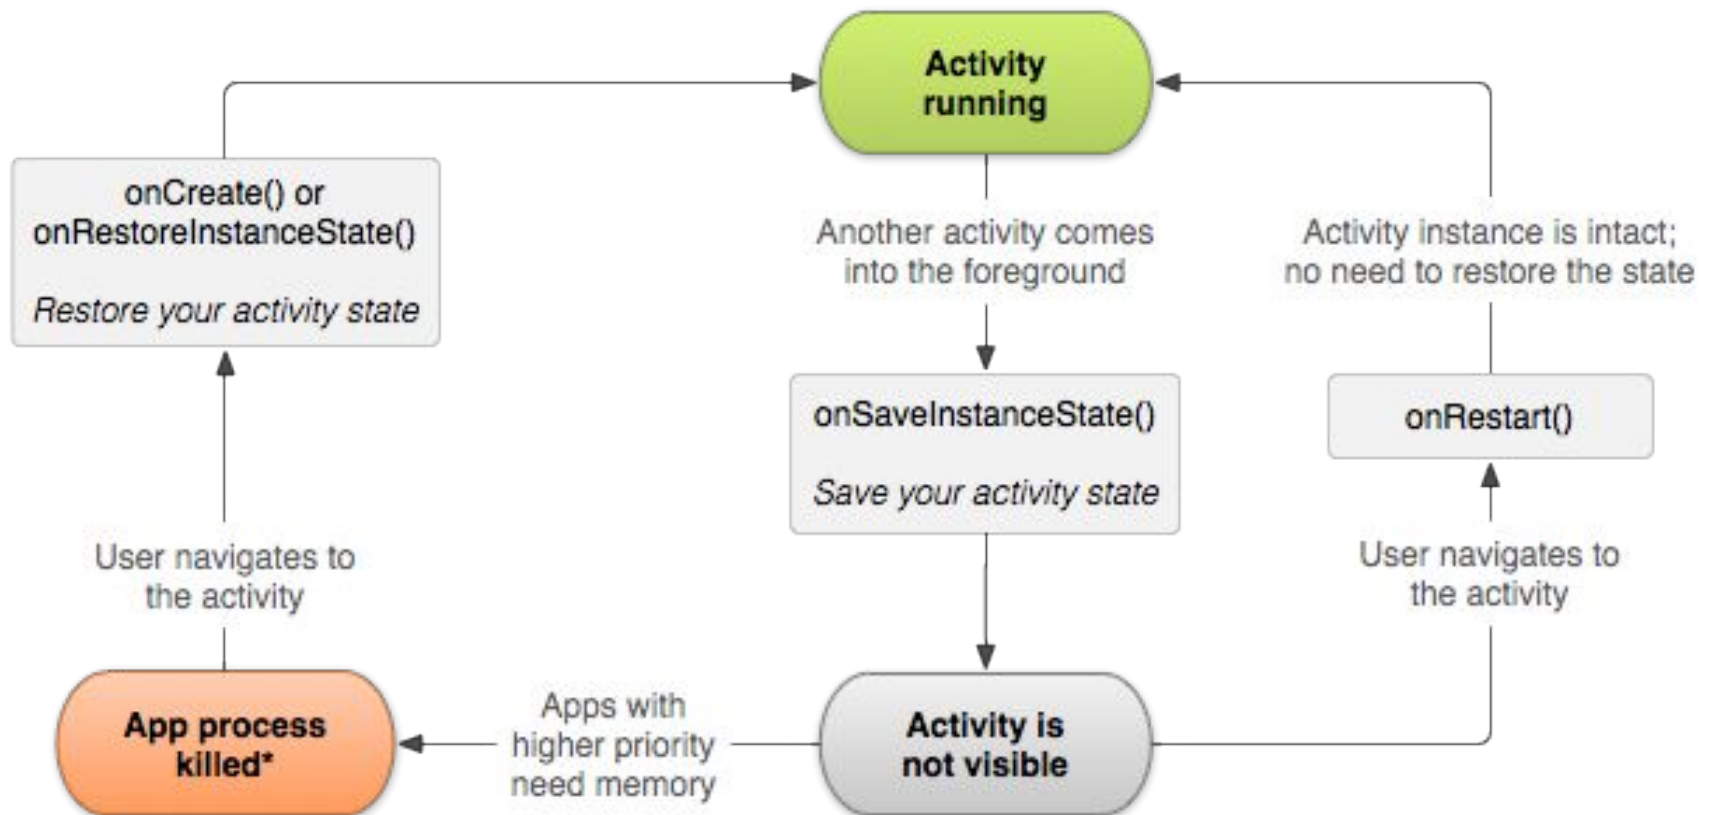 Activity
running
onCreate() or
onRestoreInstanceState()
Restore your activity state
Another activity comes
into the foreground
Activity instance is intact;
no need to restore the state
onSaveInstanceState()
Save your activity state
onRestart()
User navigates to
the activity
User navigates to
the activity
App process
killed*
Apps with
higher priority
need memory
Activity is
not visible